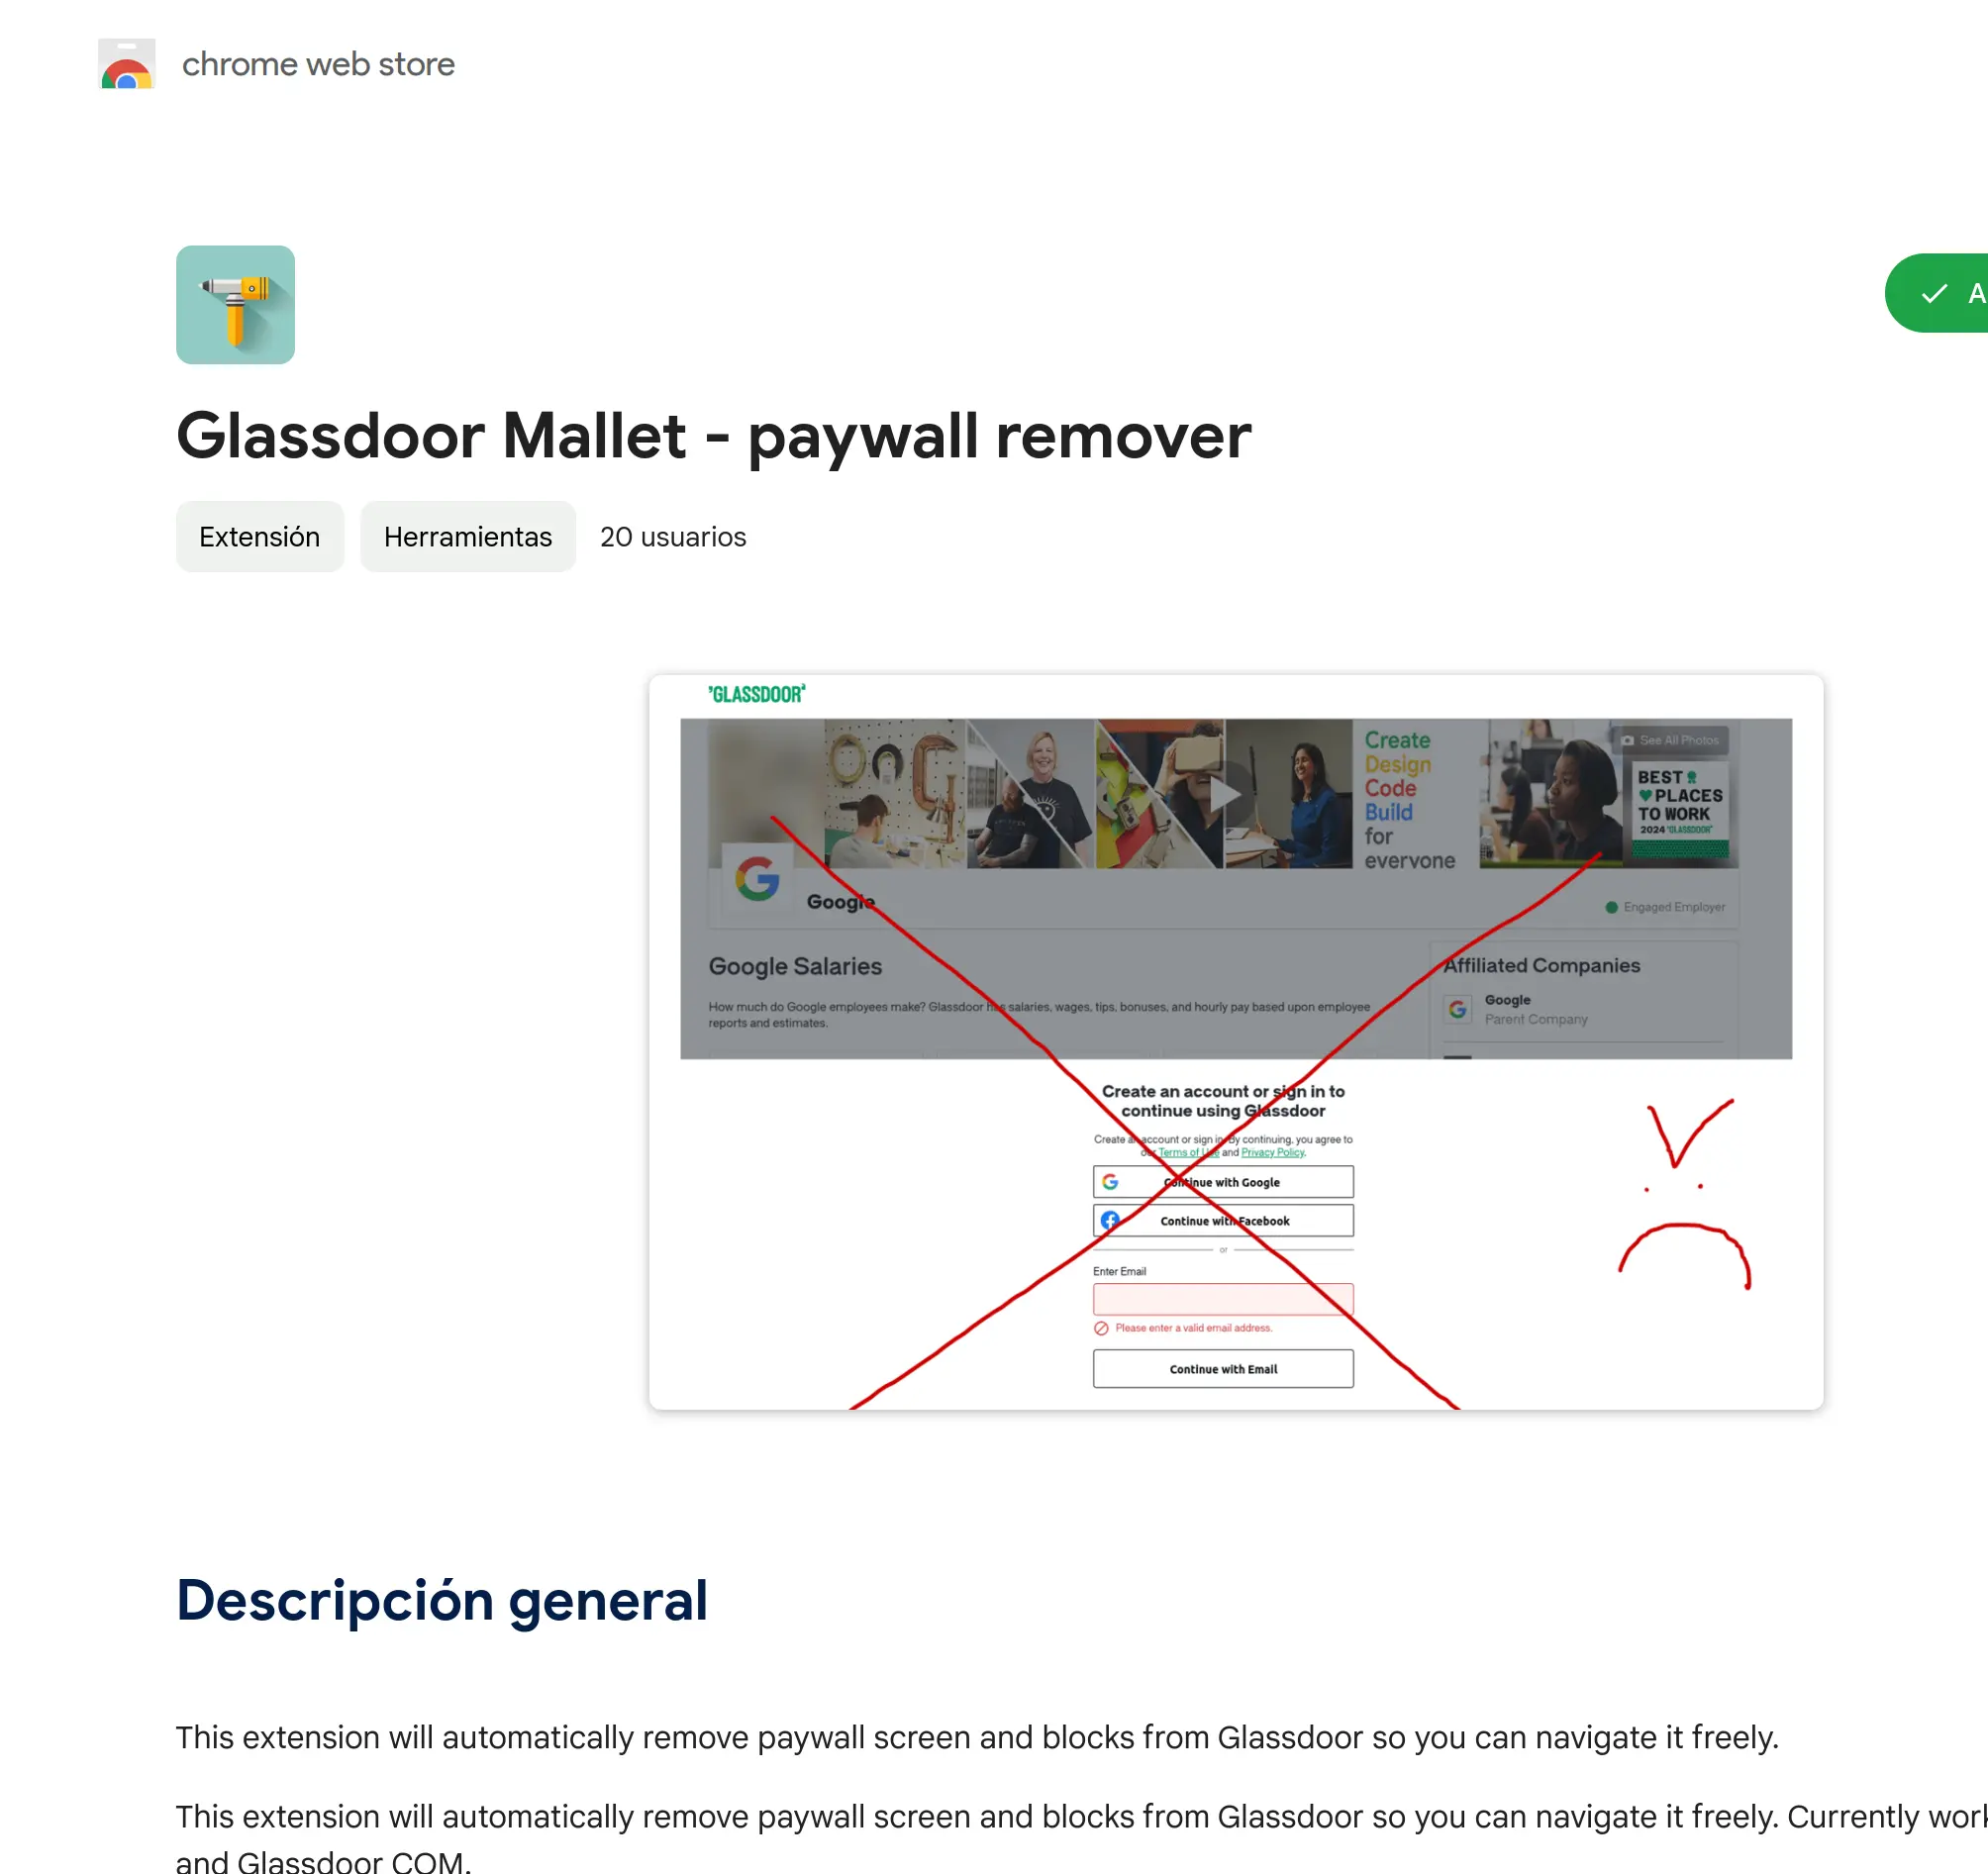 chrome web store
A
Glassdoor Mallet - paywall remover
Extensión
Herramientas
20 usuarios
GLASSDOOR
See All Photos
Create
Design
Code
Build
for
everyone
BEST
PLACES
TO WORK
2024 GLASSDOOR
Google
Engaged Employer
Google Salaries
How much do Google employees make? Glassdoor has salaries, wages, tips, bonuses, and hourly pay based upon employee
reports and estimates.
Affiliated Companies
Google
Parent Company
Create an account or sign in to
continue using Glassdoor
Create an account or sign in. By continuing, you agree to
our Terms of Use and Privacy Policy.
Continue with Google
Continue with Facebook
or
Enter Email
Please enter a valid email address.
Continue with Email
Descripción general
This extension will automatically remove paywall screen and blocks from Glassdoor so you can navigate it freely.
This extension will automatically remove paywall screen and blocks from Glassdoor so you can navigate it freely. Currently work
and Glassdoor COM.